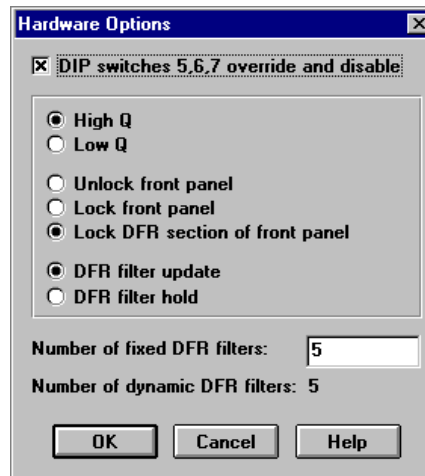 Hardware Options
DIP switches 5,6,7 override and disable
High Q
Low Q
Unlock front panel
Lock front panel
Lock DFR section of front panel
DFR filter update
DFR filter hold
Number of fixed DFR filters: 5
Number of dynamic DFR filters: 5
OK Cancel Help